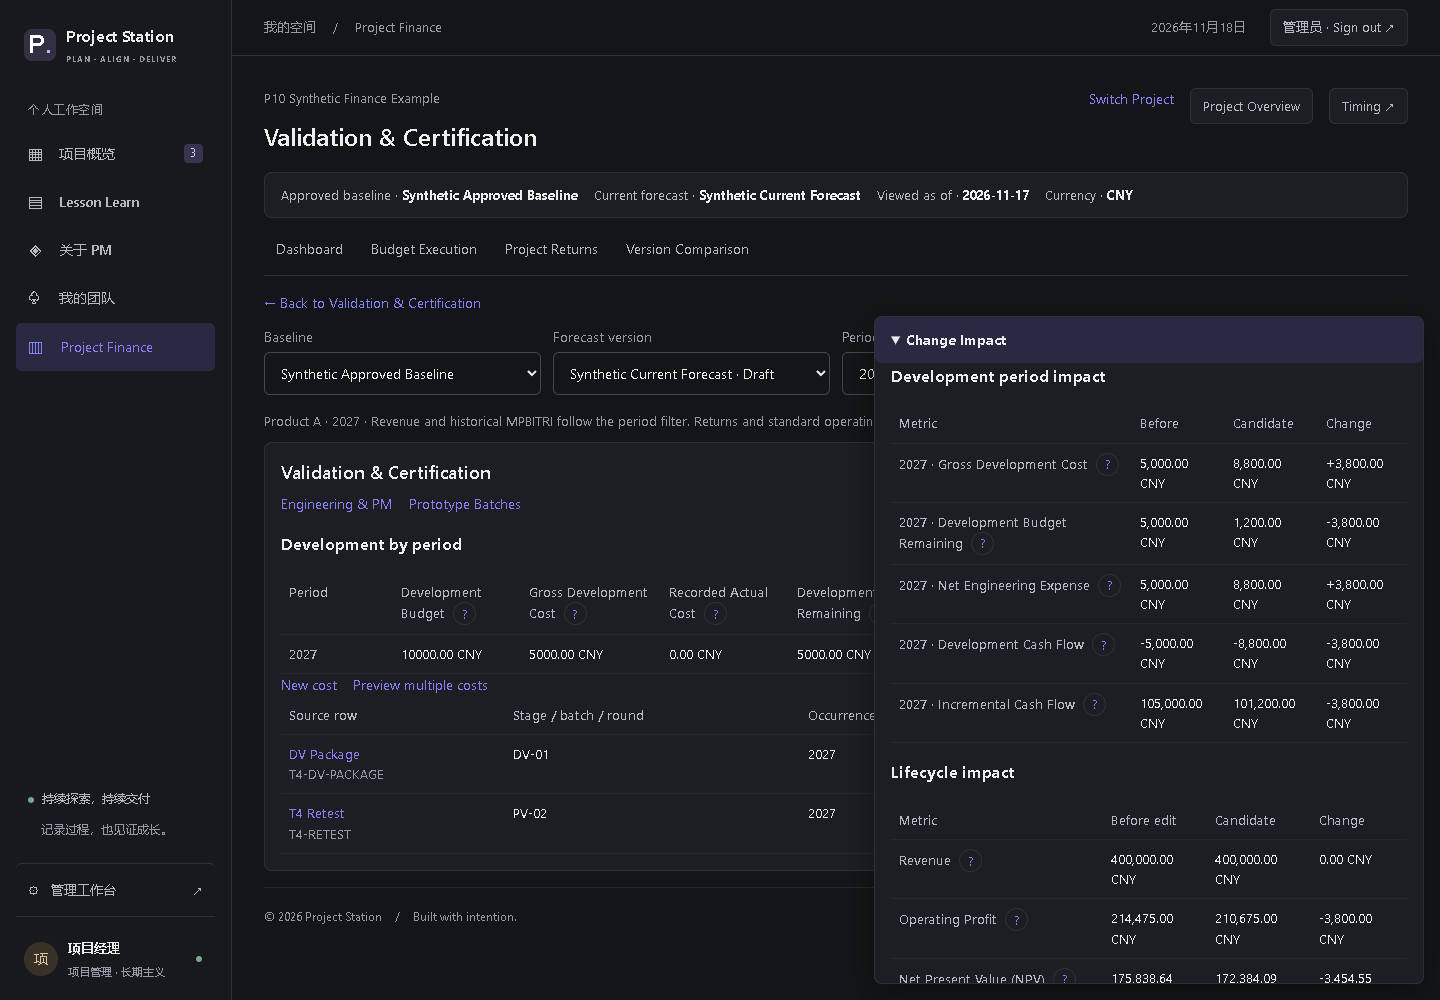 P.
Project Station
PLAN · ALIGN · DELIVER
个人工作空间
项目概览
3
Lesson Learn
关于 PM
我的团队
Project Finance
持续探索，持续交付
记录过程，也见证成长。
管理工作台 ↗
项
项目经理
项目管理 · 长期主义
我的空间 / Project Finance
2026年11月18日
管理员 · Sign out ↗
P10 Synthetic Finance Example
Switch Project
Project Overview
Timing ↗
Validation & Certification
Approved baseline · Synthetic Approved Baseline Current forecast · Synthetic Current Forecast Viewed as of · 2026-11-17 Currency · CNY
Dashboard Budget Execution Project Returns Version Comparison
← Back to Validation & Certification
Baseline
Forecast version
Synthetic Approved Baseline
Synthetic Current Forecast · Draft
20
Product A · 2027 · Revenue and historical MPBITRI follow the period filter. Returns and standard
Validation & Certification
Engineering & PM Prototype Batches
Development by period
Period
Development Budget ?
Gross Development Cost ?
Recorded Actual Cost ?
Development Remaining
2027 10000.00 CNY 5000.00 CNY 0.00 CNY 5000.00 CNY
New cost Preview multiple costs
Source row Stage / batch / round Occurrence
DV Package DV-01 2027
T4-DV-PACKAGE
T4 Retest PV-02 2027
T4-RETEST
© 2026 Project Station / Built with intention.
▼ Change Impact
Development period impact
Metric Before Candidate Change
2027 · Gross Development Cost ? 5,000.00 CNY 8,800.00 CNY +3,800.00 CNY
2027 · Development Budget Remaining ? 5,000.00 CNY 1,200.00 CNY -3,800.00 CNY
2027 · Net Engineering Expense ? 5,000.00 CNY 8,800.00 CNY +3,800.00 CNY
2027 · Development Cash Flow ? -5,000.00 CNY -8,800.00 CNY -3,800.00 CNY
2027 · Incremental Cash Flow ? 105,000.00 CNY 101,200.00 CNY -3,800.00 CNY
Lifecycle impact
Metric Before edit Candidate Change
Revenue ? 400,000.00 CNY 400,000.00 CNY 0.00 CNY
Operating Profit ? 214,475.00 CNY 210,675.00 CNY -3,800.00 CNY
Net Present Value (NPV) ? 175,838.64 172,384.09 -3,454.55